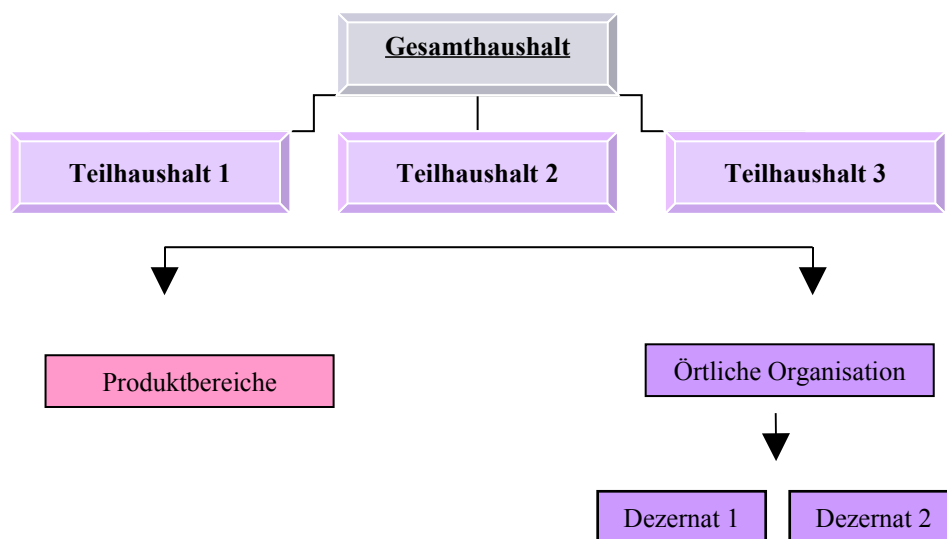 Gesamthaushalt
Teilhaushalt 1
Teilhaushalt 2
Teilhaushalt 3
Produktbereiche
Örtliche Organisation
Dezernat 1
Dezernat 2